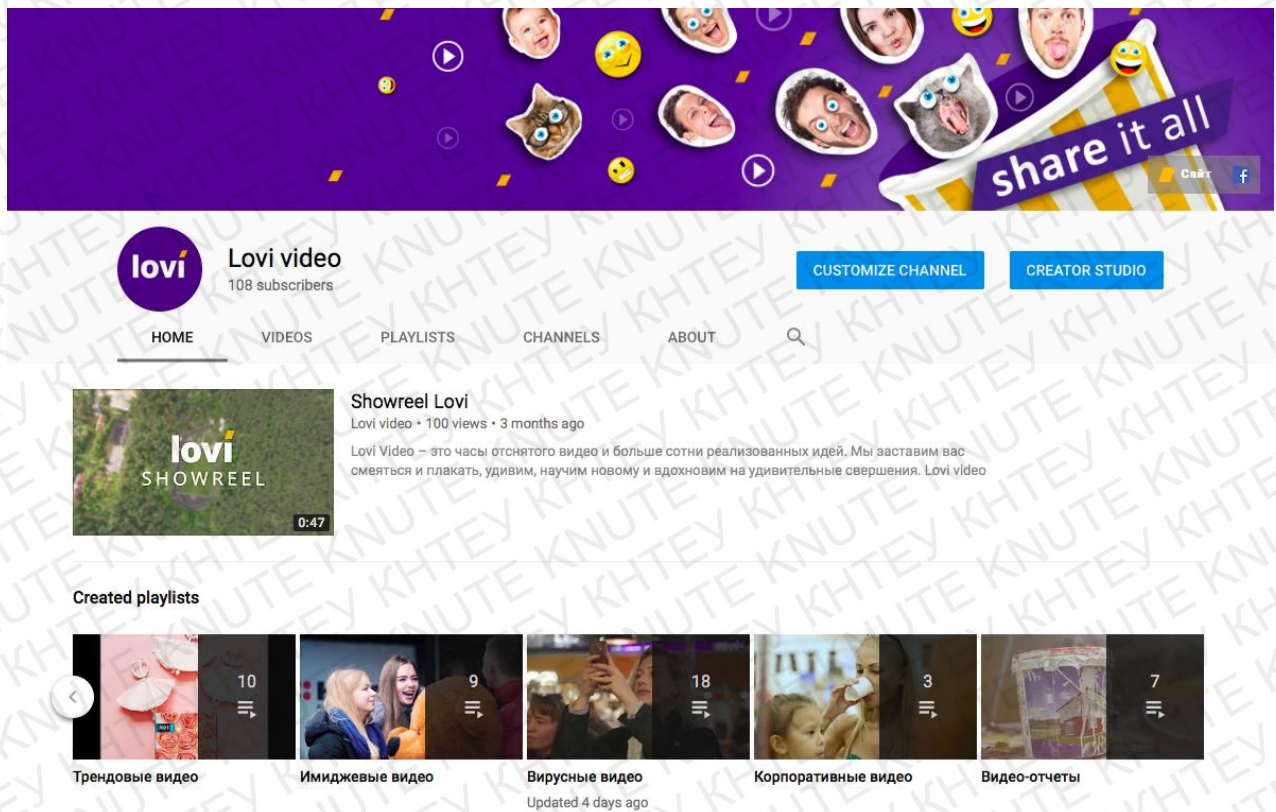 share it all
Сайт
lovi
Lovi video
108 subscribers
CUSTOMIZE CHANNEL
CREATOR STUDIO
HOME
VIDEOS
PLAYLISTS
CHANNELS
ABOUT
lovi
SHOWREEL
0:47
Showreel Lovi
Lovi video • 100 views • 3 months ago
Lovi Video – это часы отснятого видео и больше сотни реализованных идей. Мы заставим вас
смеяться и плакать, удивим, научим новому и вдохновим на удивительные свершения. Lovi video
Created playlists
10
9
18
3
7
Трендовые видео
Имиджевые видео
Вирусные видео
Корпоративные видео
Видео-отчеты
Updated 4 days ago
КНТЕУ KNUTE